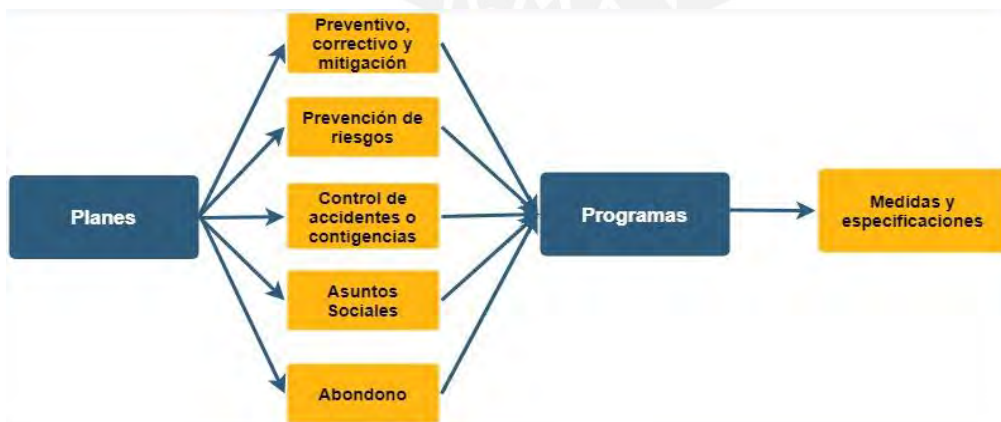 Preventivo,
correctivo y
mitigación
Prevención de
riesgos
Planes
Control de
accidentes o
contigencias
Programas
Medidas y
especificaciones
Asuntos
Sociales
Abondono